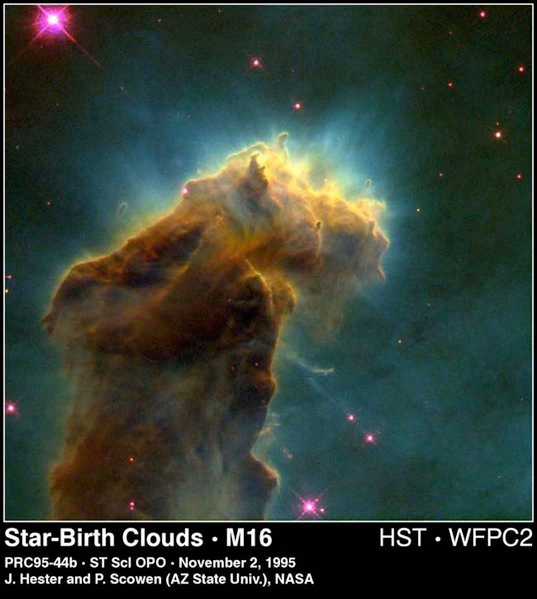 Star-Birth Clouds · M16
HST · WFPC2
PRC95-44b · ST ScI OPO · November 2, 1995
J. Hester and P. Scowen (AZ State Univ.), NASA